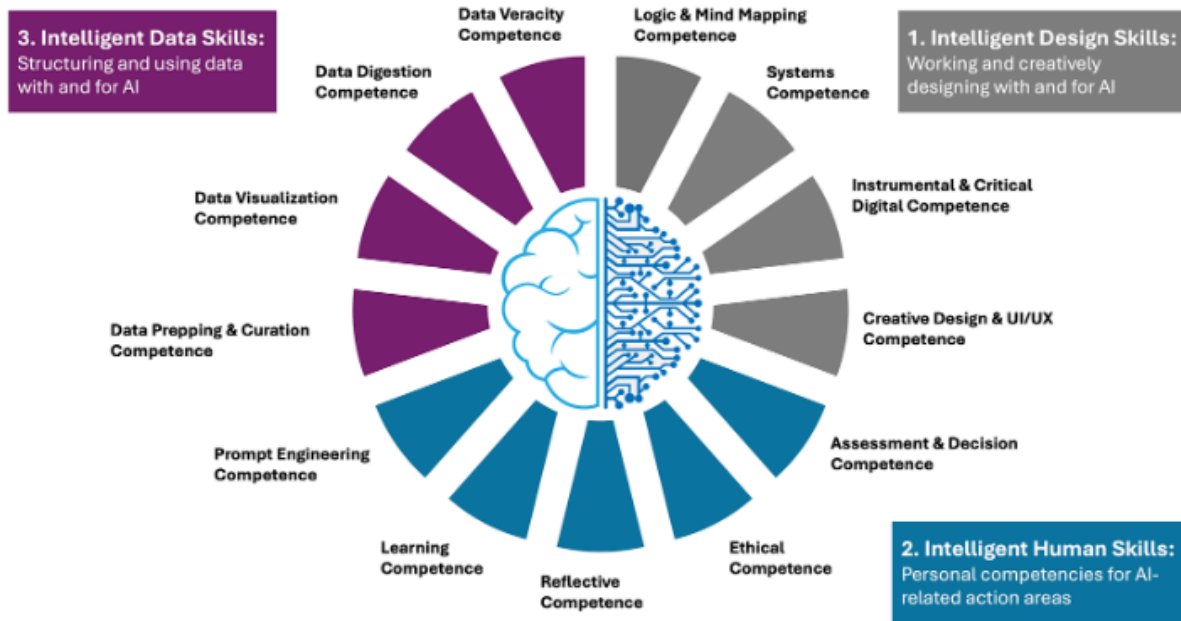 3. Intelligent Data Skills:
Structuring and using data
with and for AI
1. Intelligent Design Skills:
Working and creatively
designing with and for AI
2. Intelligent Human Skills:
Personal competencies for AI-
related action areas
Logic & Mind Mapping
Competence
Systems
Competence
Instrumental & Critical
Digital Competence
Creative Design & UI/UX
Competence
Assessment & Decision
Competence
Ethical
Competence
Reflective
Competence
Learning
Competence
Prompt Engineering
Competence
Data Prepping & Curation
Competence
Data Visualization
Competence
Data Digestion
Competence
Data Veracity
Competence